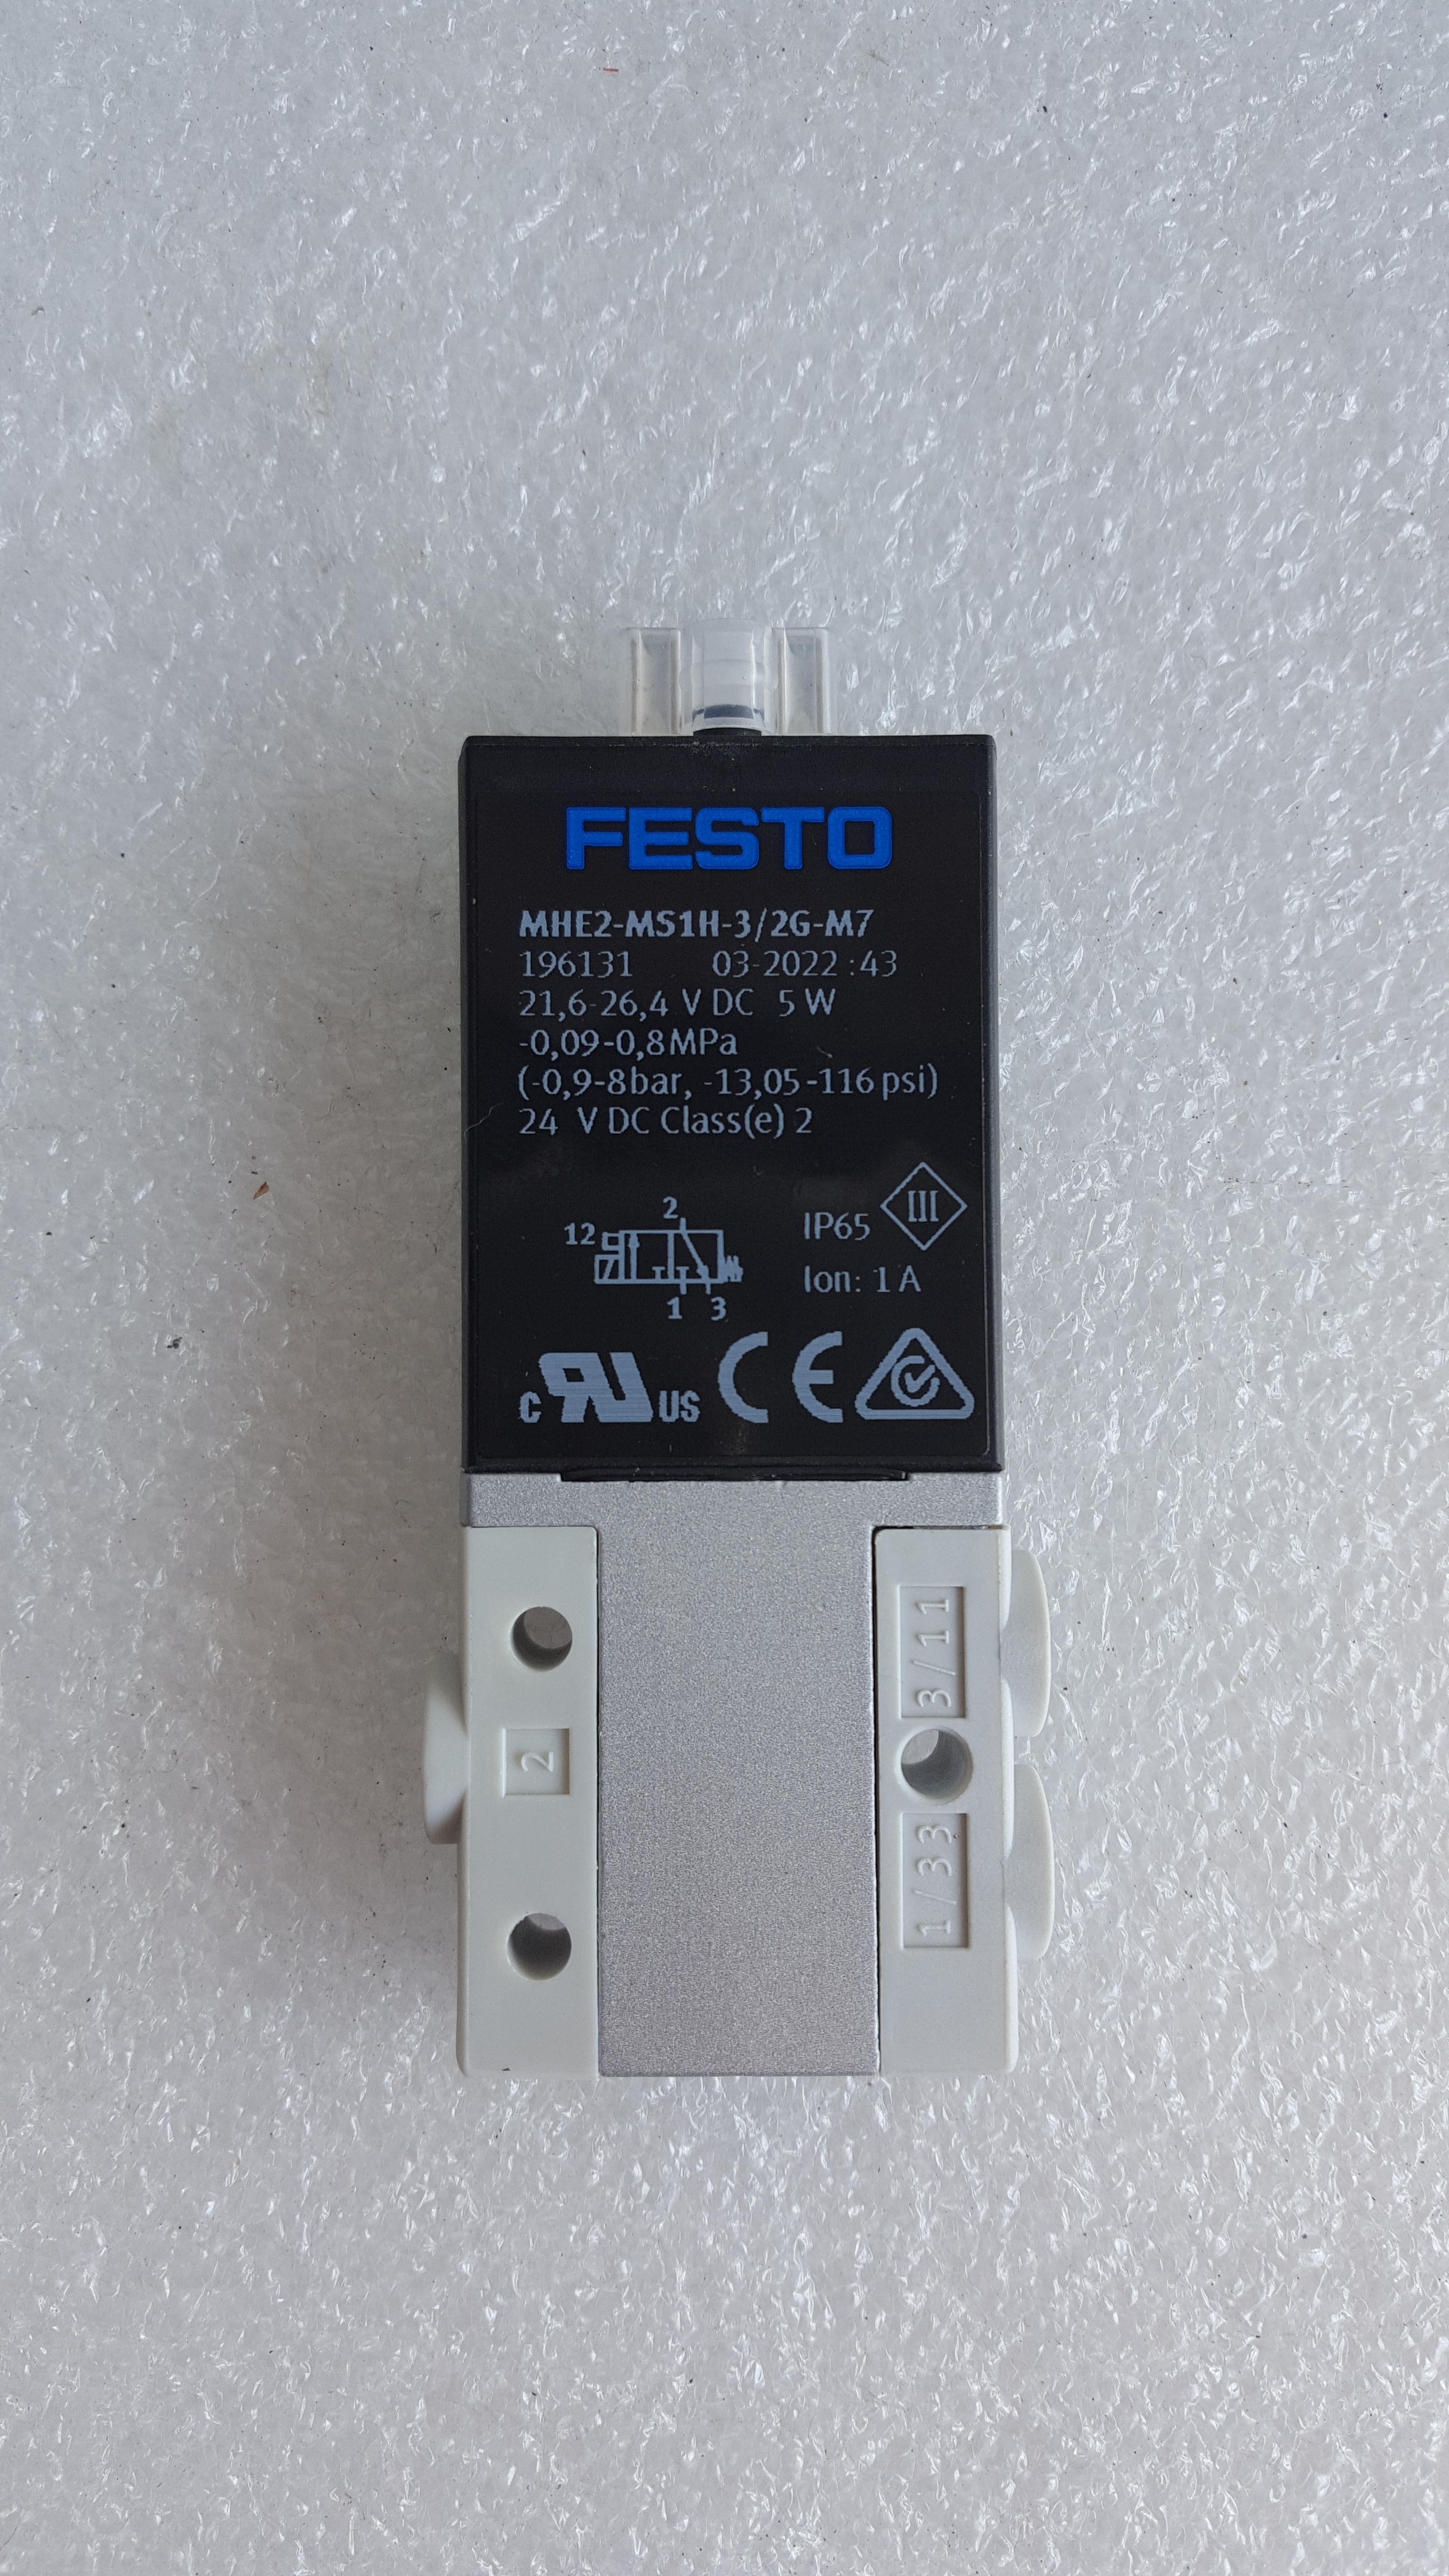 FESTO
MHE2-MS1H-3/2G-M7
196131 03-2022 :43
21,6-26,4 V DC 5 W
-0,09-0,8MPa
(-0,9-8bar, -13,05-116 psi)
24 V DC Class(e) 2
2
12
1 3
IP65 III
Ion: 1 A
c RU US CE
2
3/11
1/33